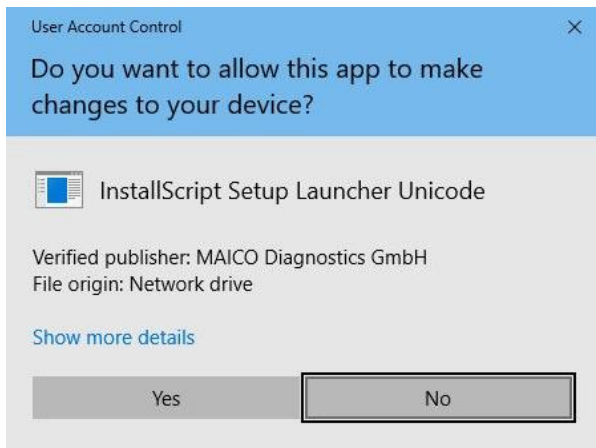 User Account Control
Do you want to allow this app to make
changes to your device?
InstallScript Setup Launcher Unicode
Verified publisher: MAICO Diagnostics GmbH
File origin: Network drive
Show more details
Yes
No